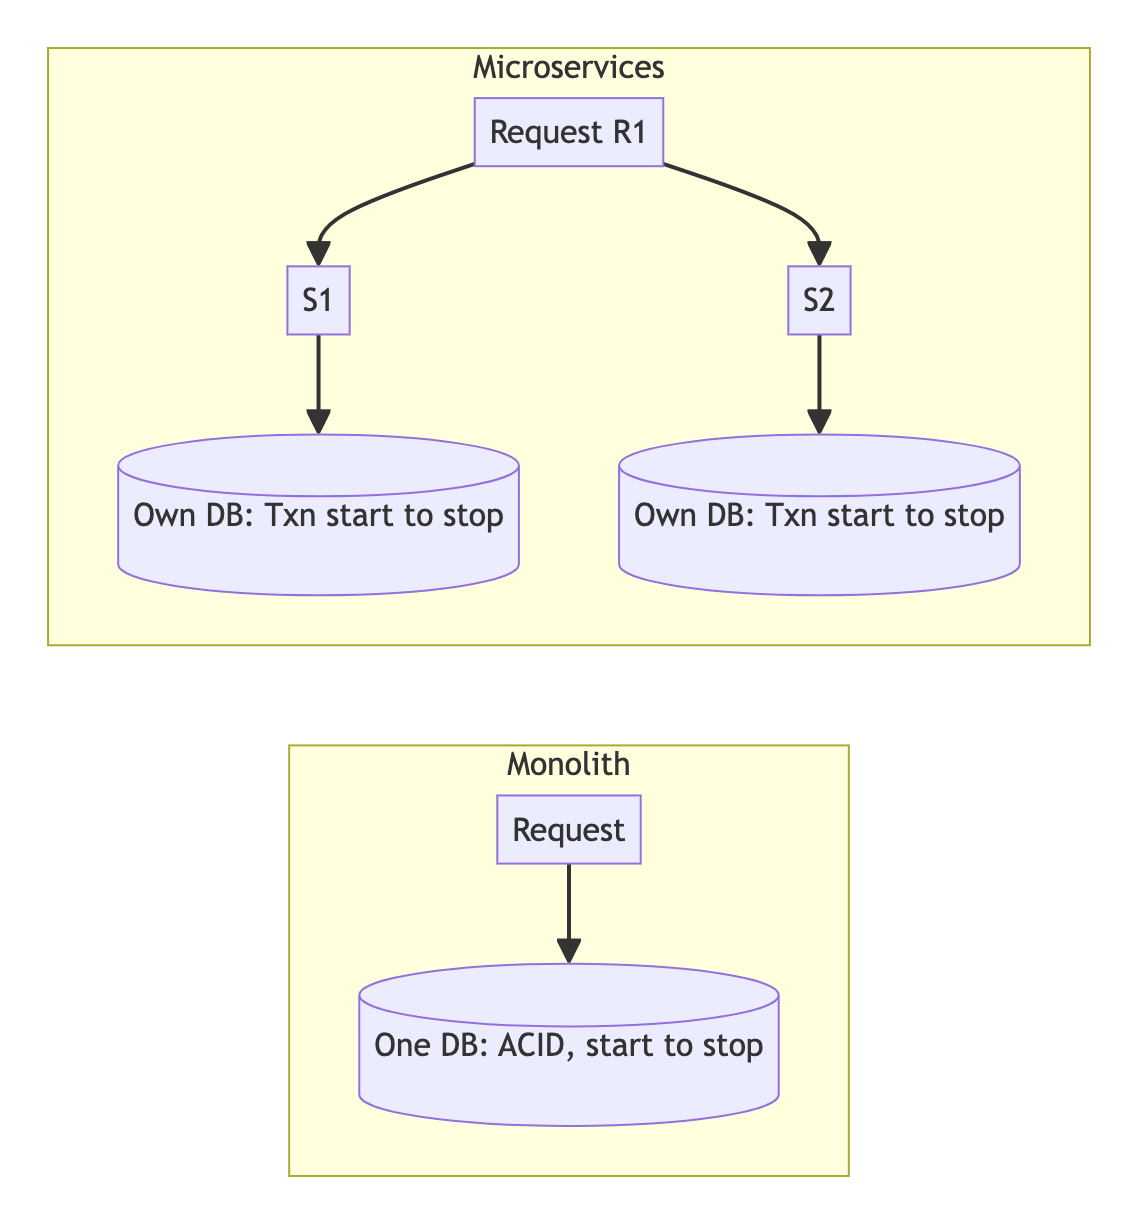 Microservices
Request R1
S1
S2
Own DB: Txn start to stop
Own DB: Txn start to stop
Monolith
Request
One DB: ACID, start to stop